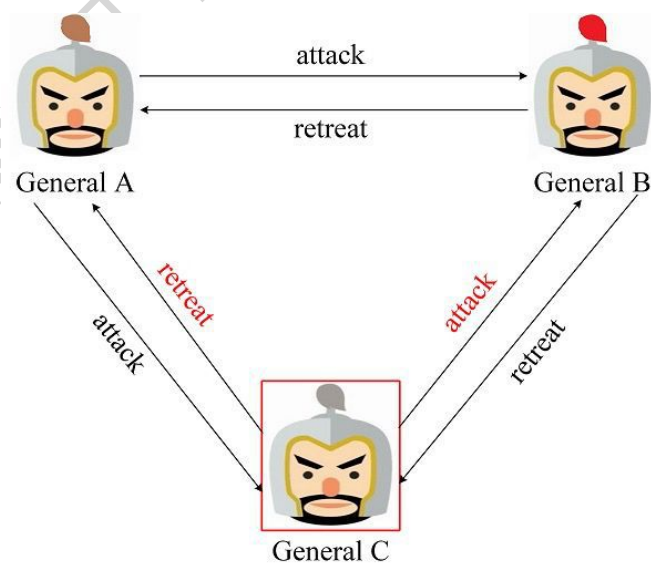 attack
retreat
General A
General B
retreat
attack
attack
retreat
General C